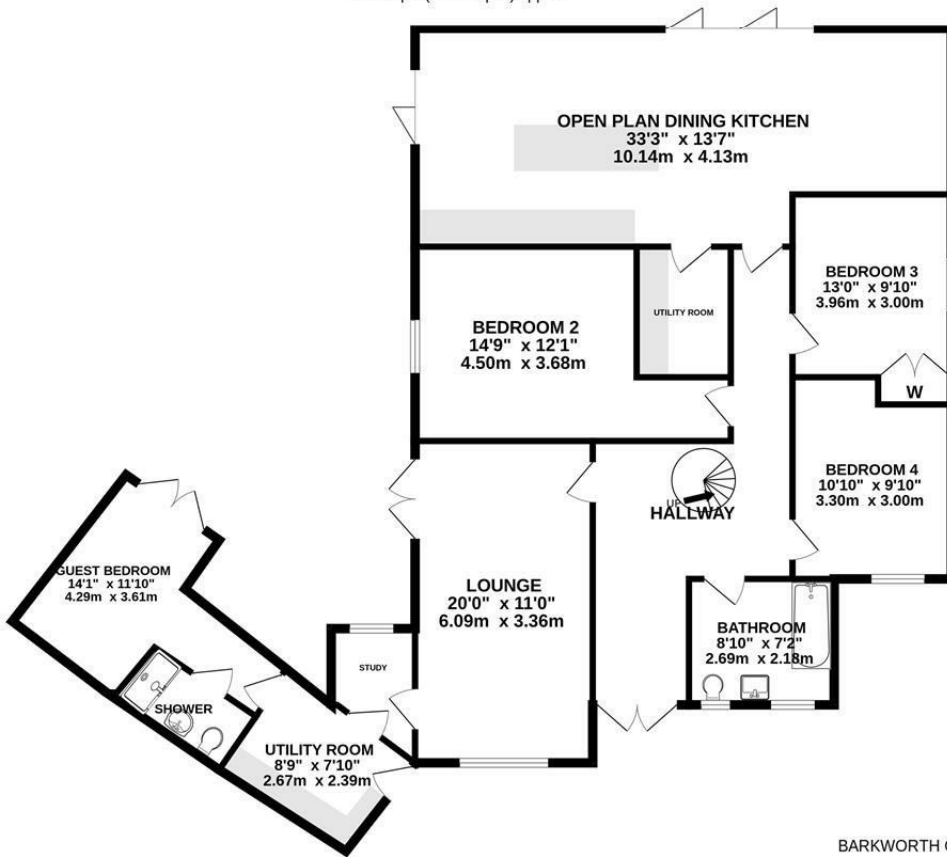 OPEN PLAN DINING KITCHEN
33'3" x 13'7"
10.14m x 4.13m
BEDROOM 3
13'0" x 9'10"
3.96m x 3.00m
UTILITY ROOM
BEDROOM 2
14'9" x 12'1"
4.50m x 3.68m
W
BEDROOM 4
10'10" x 9'10"
3.30m x 3.00m
UP
HALLWAY
GUEST BEDROOM
14'1" x 11'10"
4.29m x 3.61m
LOUNGE
20'0" x 11'0"
6.09m x 3.36m
BATHROOM
8'10" x 7'2"
2.69m x 2.18m
STUDY
SHOWER
UTILITY ROOM
8'9" x 7'10"
2.67m x 2.39m
BARKWORTH